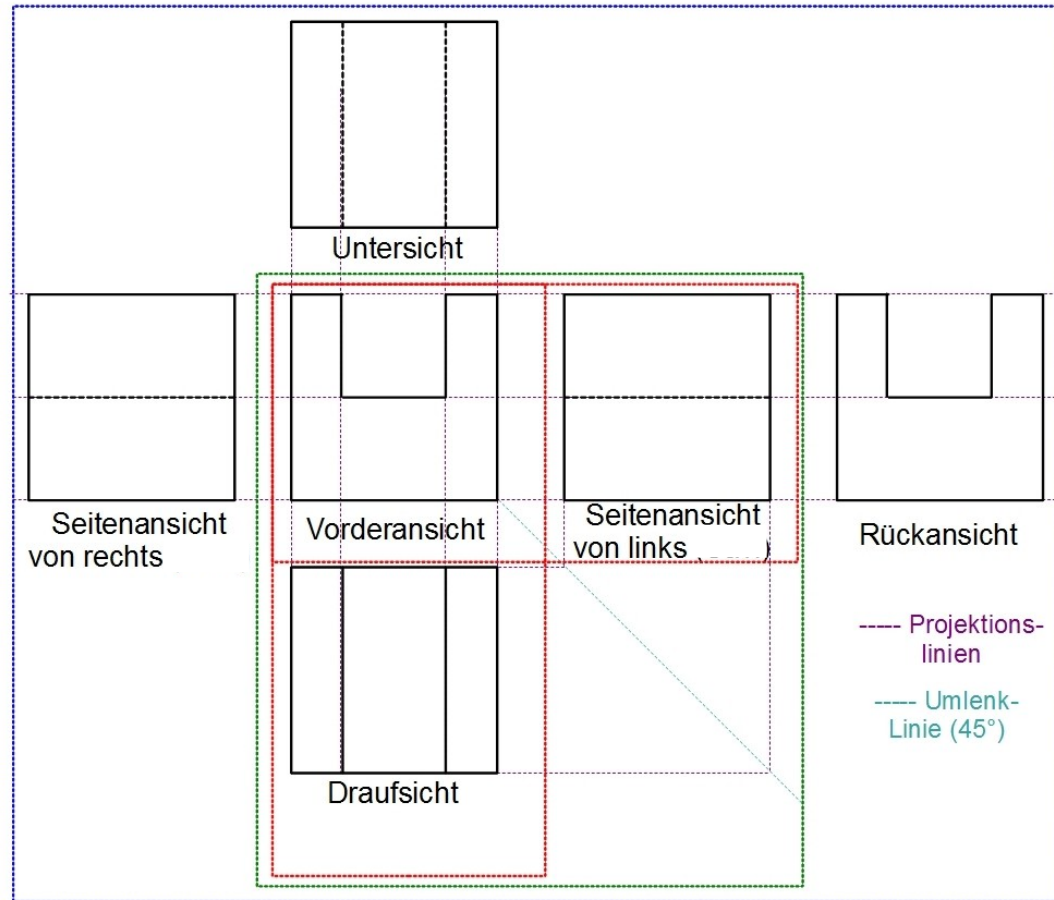 Untersicht
Seitenansicht
von rechts
Vorderansicht
Seitenansicht
von links (        )
Rückansicht
----- Projektions-
linien
----- Umlenk-
Linie (45°)
Draufsicht